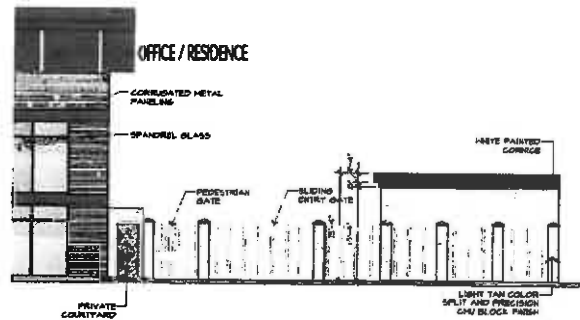 OFFICE / RESIDENCE
CORRUGATED METAL
PANELING
SPANDREL GLASS
WHITE PAINTED
CORNICE
PEDESTRIAN
GATE
SLIDING
ENTRY GATE
PRIVATE
COURTYARD
LIGHT TAN COLOR
SPLIT AND PRECISION
CMU BLOCK FINISH